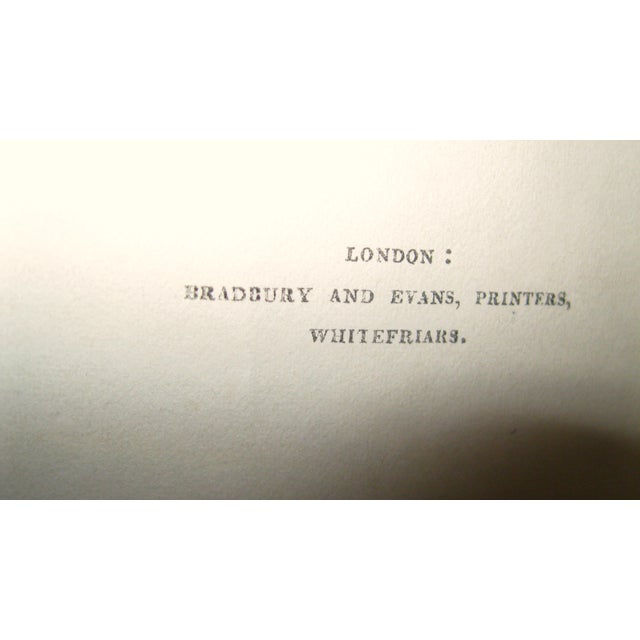 LONDON:
BRADBURY AND EVANS, PRINTERS,
WHITEFRIARS.